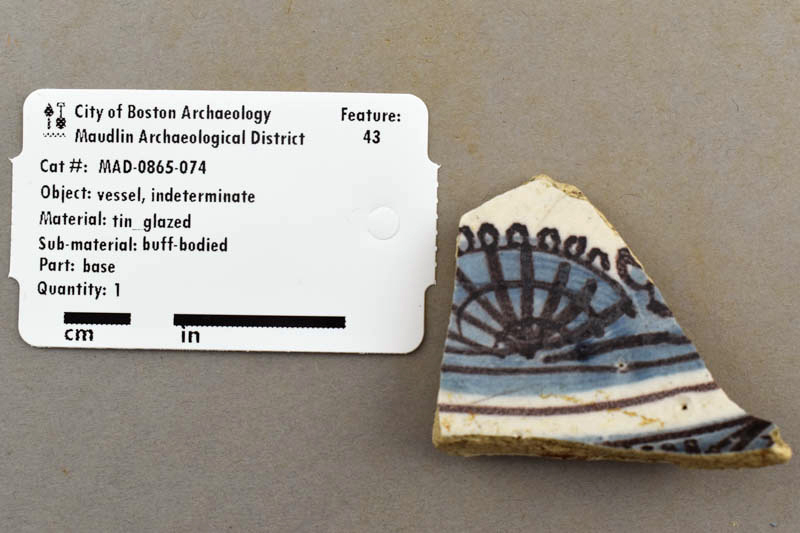 City of Boston Archaeology
Maudlin Archaeological District
Feature:
43
Cat #: MAD-0865-074
Object: vessel, indeterminate
Material: tin_glazed
Sub-material: buff-bodied
Part: base
Quantity: 1
cm
in